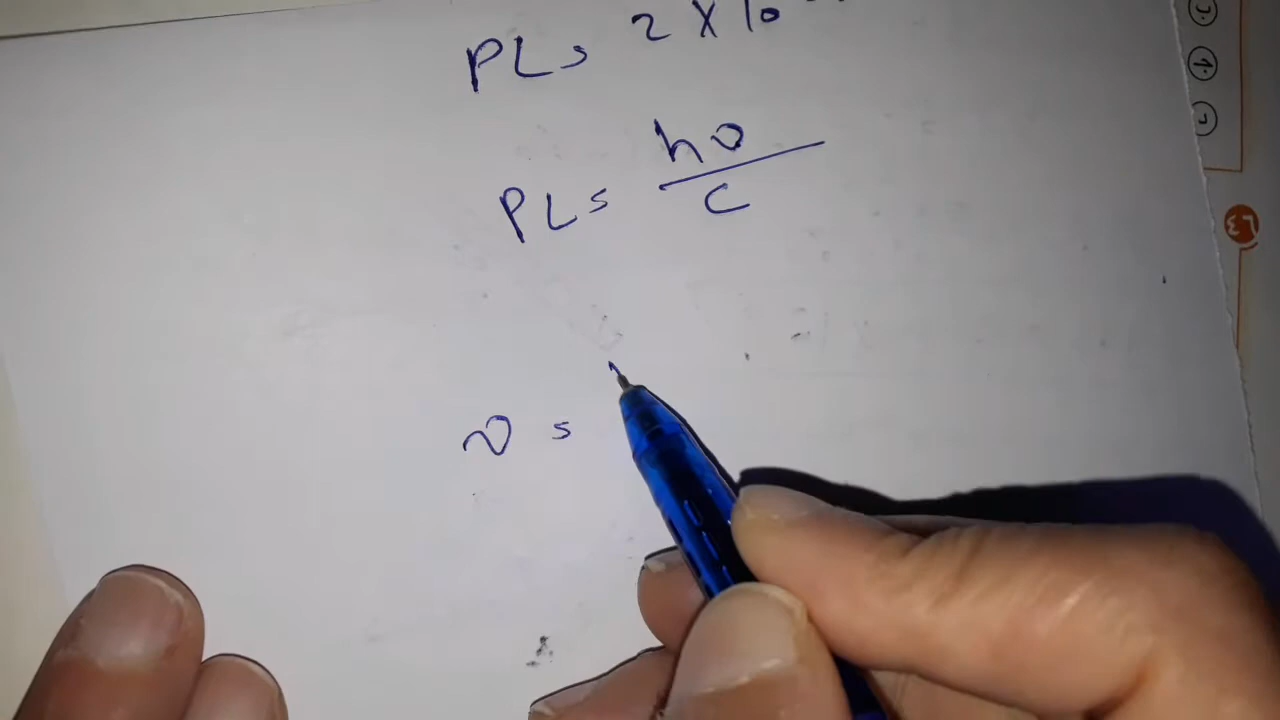 PL = 2 × 10
PL = hυ / C
υ =